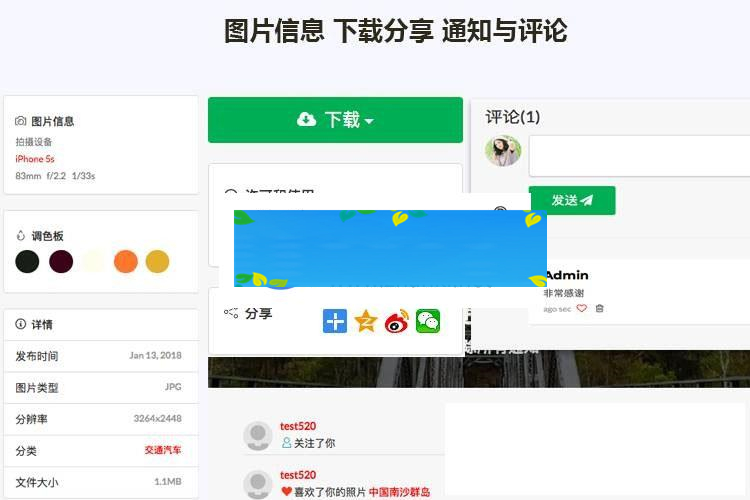 图片信息 下载分享 通知与评论
图片信息
拍摄设备
iPhone 5s
83mm f/2.2 1/33s
调色板
详情
发布时间 Jan 13, 2018
图片类型 JPG
分辨率 3264x2448
分类 交通汽车
文件大小 1.1MB
下载
分享
评论(1)
发送
Admin
非常感谢
ago sec
test520
关注了你
test520
喜欢了你的照片 中国南沙群岛